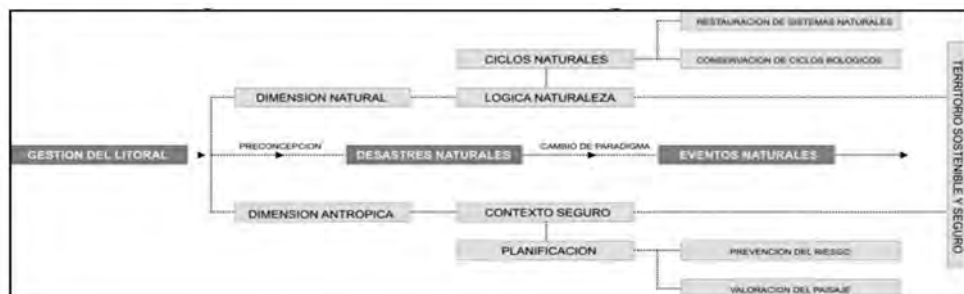 RESTAURACION DE SISTEMAS NATURALES
CICLOS NATURALES
CONSERVACION DE CICLOS BOLOGICOS
DIMENSION NATURAL
LOGICA NATURALEZA
GESTION DEL LITORAL
PRECONCEPCION
DESASTRES NATURALES
CAMBIO DE PARADIGMA
EVENTOS NATURALES
TERRITORIO SOSTENIBLE Y SEGURO
DIMENSION ANTROPICA
CONTEXTO SEGURO
PLANIFICACION
PREVENCION DEL RIESGO
VALORACION DEL PAISAJE